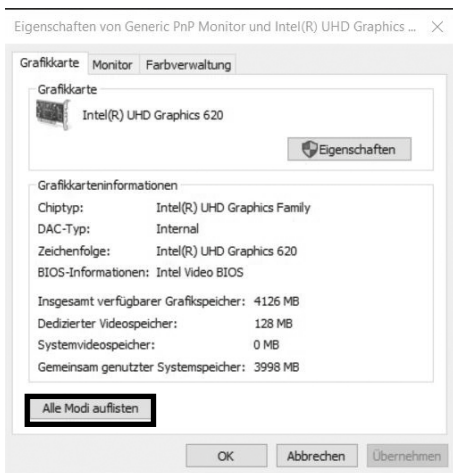 Eigenschaften von Generic PnP Monitor und Intel(R) UHD Graphics ...
Grafikkarte Monitor Farbverwaltung
Grafikkarte
Intel(R) UHD Graphics 620
Eigenschaften
Grafikkarteninformationen
Chiptyp: Intel(R) UHD Graphics Family
DAC-Typ: Internal
Zeichenfolge: Intel(R) UHD Graphics 620
BIOS-Informationen: Intel Video BIOS
Insgesamt verfügbarer Grafikspeicher: 4126 MB
Dedizierter Videospeicher: 128 MB
Systemvideospeicher: 0 MB
Gemeinsam genutzter Systemspeicher: 3998 MB
Alle Modi auflisten
OK Abbrechen Übernehmen